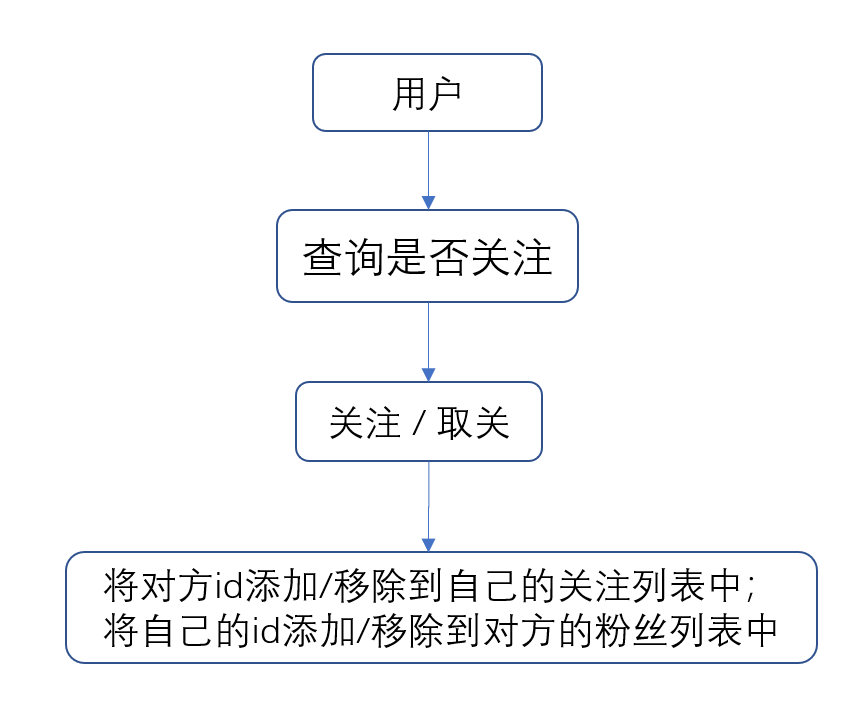 用户
查询是否关注
关注 / 取关
将对方id添加/移除到自己的关注列表中；
将自己的id添加/移除到对方的粉丝列表中